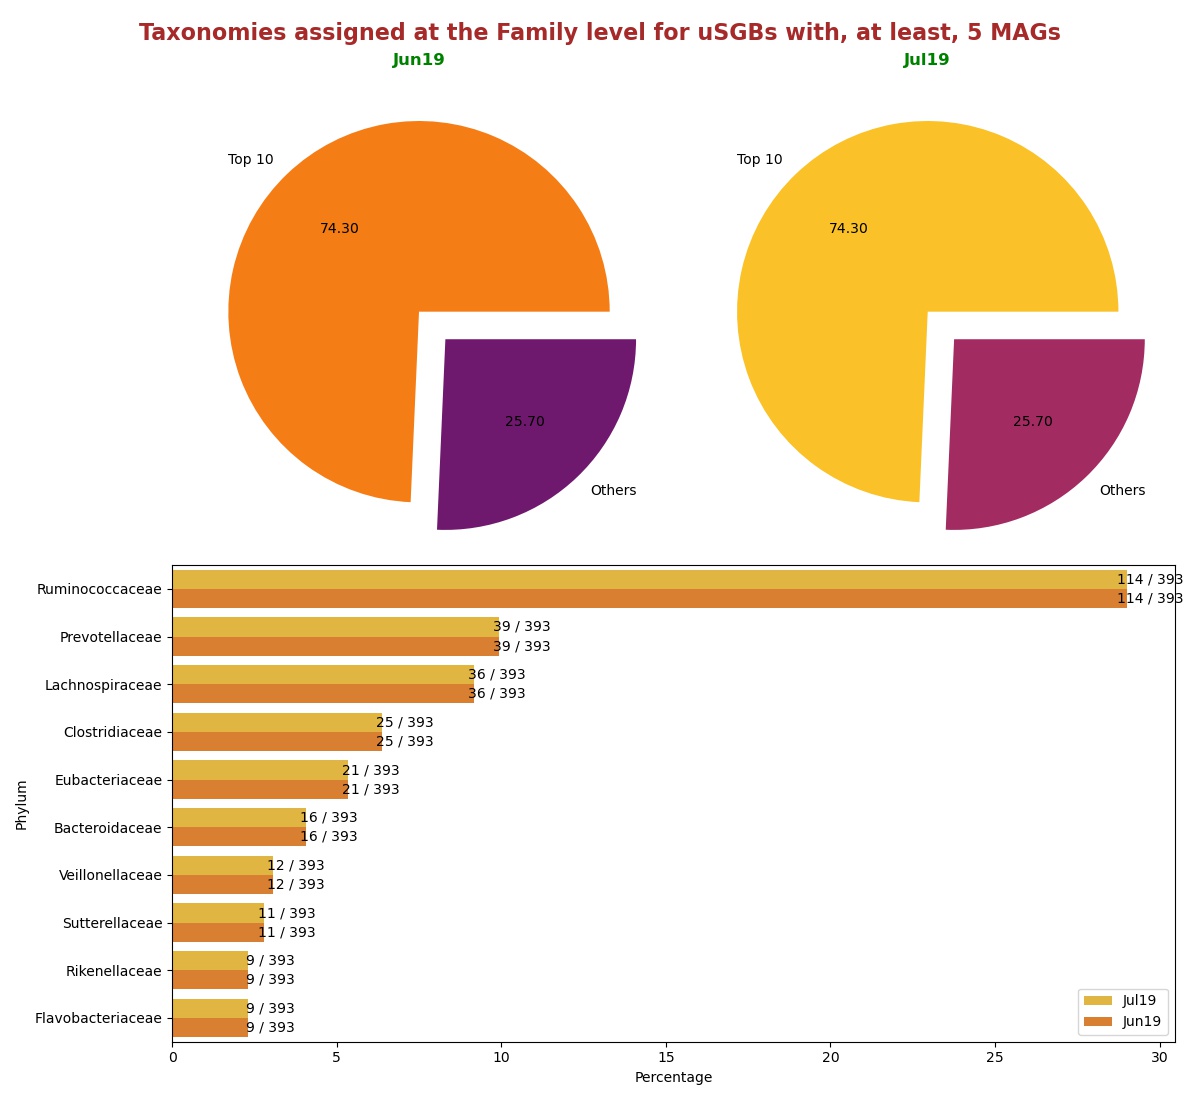 Taxonomies assigned at the Family level for uSGBs with, at least, 5 MAGs
Jun19
Jul19
Top 10
74.30
25.70
Others
Top 10
74.30
25.70
Others
Phylum
Ruminococcaceae
114 / 393
114 / 393
Prevotellaceae
39 / 393
39 / 393
Lachnospiraceae
36 / 393
36 / 393
Clostridiaceae
25 / 393
25 / 393
Eubacteriaceae
21 / 393
21 / 393
Bacteroidaceae
16 / 393
16 / 393
Veillonellaceae
12 / 393
12 / 393
Sutterellaceae
11 / 393
11 / 393
Rikenellaceae
9 / 393
9 / 393
Flavobacteriaceae
9 / 393
9 / 393
Jul19
Jun19
0 5 10 15 20 25 30
Percentage